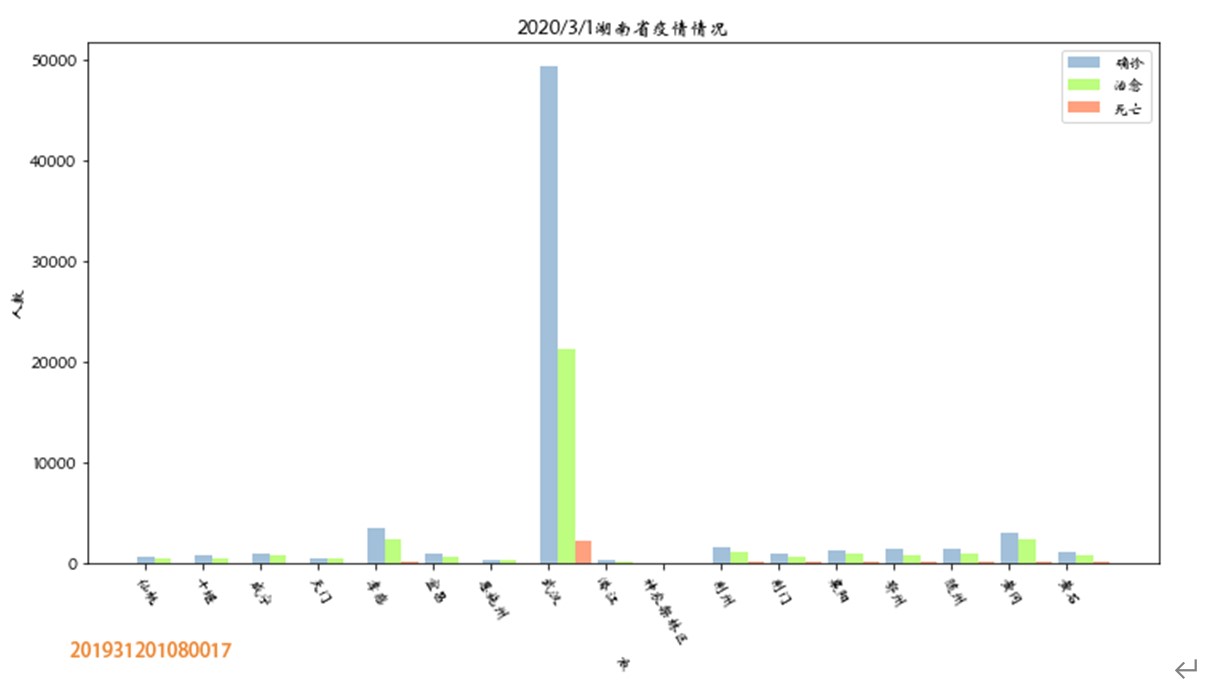 2020/3/1湖南省疫情情况
50000
40000
30000
20000
10000
0
人数
确诊
治愈
死亡
仙桃
十堰
咸宁
天门
孝感
宜昌
恩施州
武汉
潜江
神农架林区
荆州
荆门
襄阳
鄂州
随州
黄冈
黄石
市
201931201080017